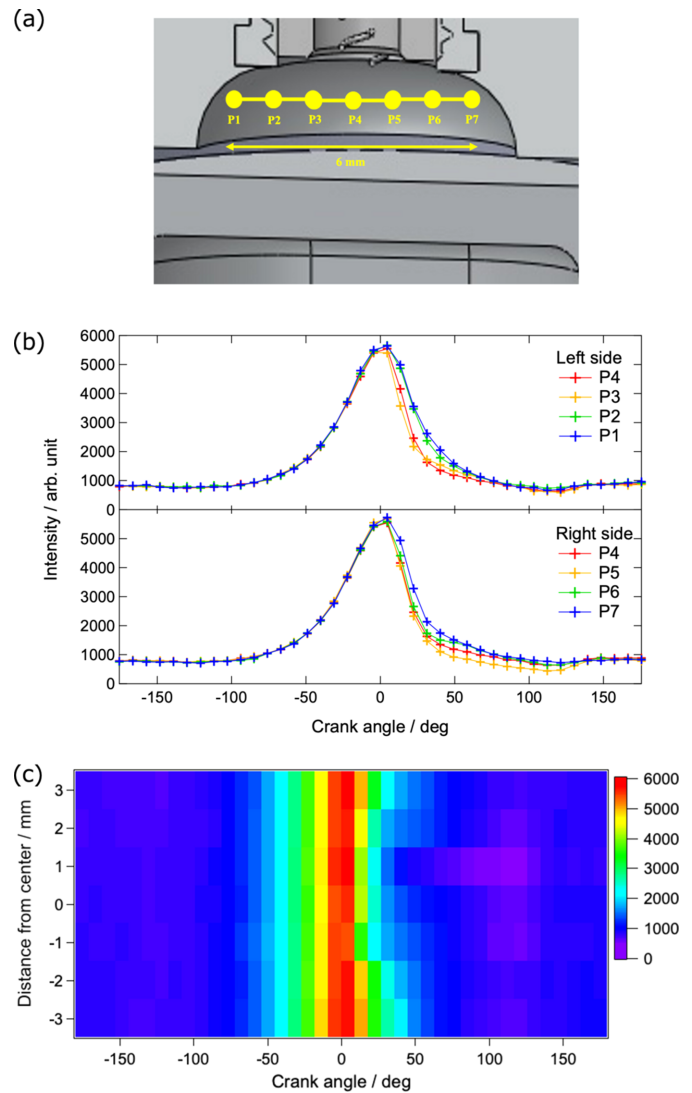 (a)
P1 P2 P3 P4 P5 P6 P7
6 mm
(b)
6000
5000
4000
3000
2000
1000
0
Left side
P4
P3
P2
P1
Intensity / arb. unit
5000
4000
3000
2000
1000
0
Right side
P4
P5
P6
P7
-150 -100 -50 0 50 100 150
Crank angle / deg
(c)
Distance from center / mm
3
2
1
0
-1
-2
-3
-150 -100 -50 0 50 100 150
Crank angle / deg
6000
5000
4000
3000
2000
1000
0